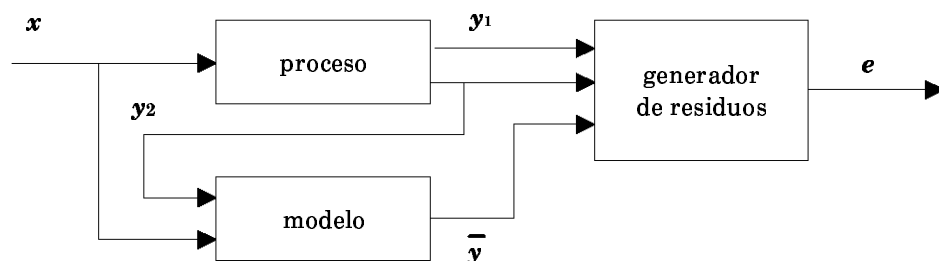 x
y1
proceso
generador
de residuos
e
y2
modelo
y̅